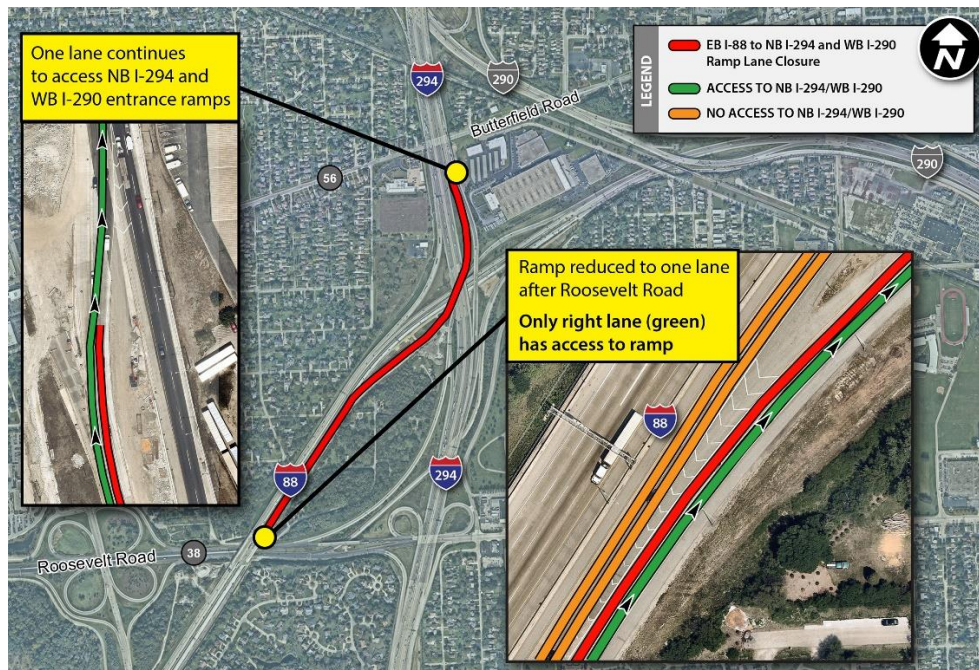 One lane continues
to access NB I-294 and
WB I-290 entrance ramps
294
290
Butterfield Road
56
LEGEND
EB I-88 to NB I-294 and WB I-290
Ramp Lane Closure
ACCESS TO NB I-294/WB I-290
NO ACCESS TO NB I-294/WB I-290
N
290
Ramp reduced to one lane
after Roosevelt Road
Only right lane (green)
has access to ramp
88
88
294
38
Roosevelt Road